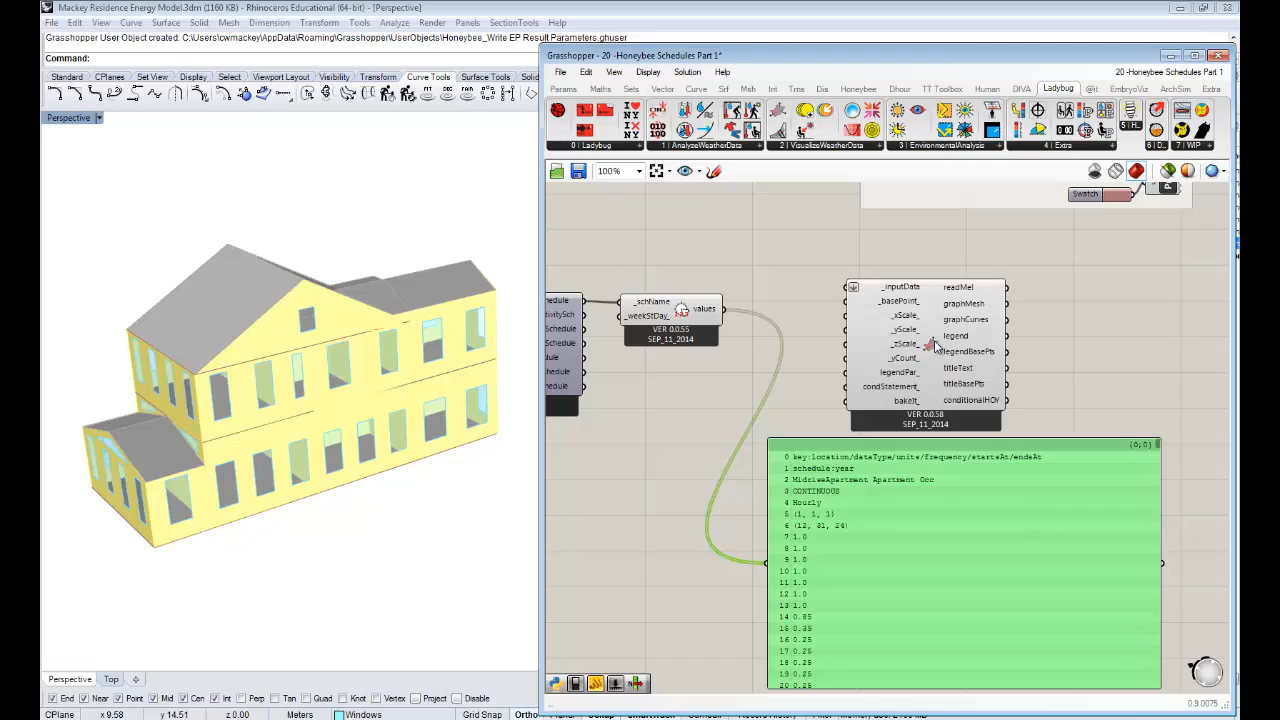 Mackey Residence Energy Model.3dm (1160 KB) - Rhinoceros Educational (64-bit) - [Perspective]
File Edit View Curve Surface Solid Mesh Dimension Transform Tools Analyze Render Panels SectionTools Help
Grasshopper User Object created: C:\Users\cwmackey\AppData\Roaming\Grasshopper\UserObjects\Honeybee_Write EP Result Parameters.ghuser
Command:
Standard CPlanes Set View Display Select Viewport Layout Visibility Transform Curve Tools Surface Tools Solid
Perspective
Grasshopper - 20 -Honeybee Schedules Part 1*
File Edit View Display Solution Help
20 -Honeybee Schedules Part 1
Params Maths Sets Vector Curve Srf Msh Int Trns Dis Honeybee Dhour TT Toolbox Human DIVA Ladybug @it EmbryoViz ArchSim Extra
0 | Ladybug 1 | AnalyzeWeatherData 2 | VisualizeWeatherData 3 | EnvironmentalAnalysis 4 | Extra 5 | H... 6 | D... 7 | WIP
100%
Swatch
_schName
_weekStDay_
values
VER 0.0.55
SEP_11_2014
_inputData
_basePoint_
_xScale_
_yScale_
_zScale_
_yCount_
legendPar_
condStatement_
bakeIt_
readMe!
graphMesh
graphCurves
legend
legendBasePts
titleText
titleBasePts
conditionalHOY
VER 0.0.58
SEP_11_2014
{0;0}
0 key:location/dataType/units/frequency/startsAt/endsAt
1 schedule:year
2 MidriseApartment Apartment Occ
3 CONTINUOUS
4 Hourly
5 (1, 1, 1)
6 (12, 31, 24)
7 1.0
8 1.0
9 1.0
10 1.0
11 1.0
12 1.0
13 1.0
14 0.85
15 0.39
16 0.25
17 0.25
18 0.25
19 0.25
20 0.25
0.9.0075
Perspective Top
End Near Point Mid Cen Int Perp Tan Quad Knot Vertex Project Disable
CPlane x 9.58 y 14.51 z 0.00 Meters Windows Grid Snap Ortho